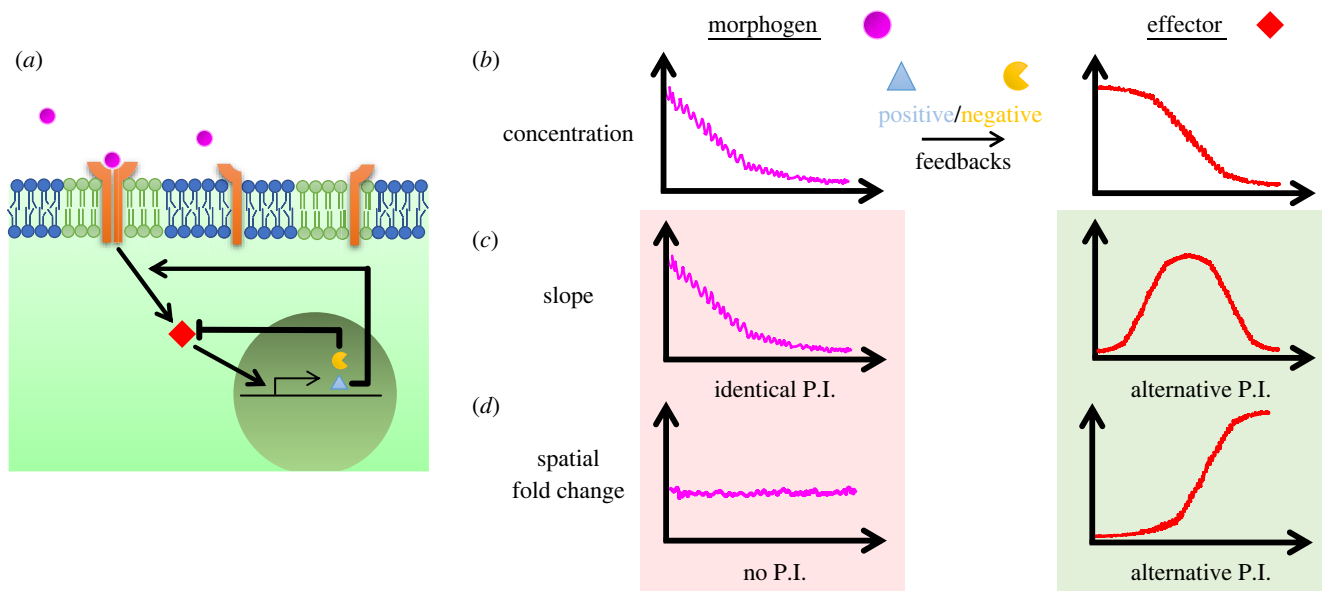 (a)
morphogen
effector
(b)
concentration
positive/negative
feedbacks
(c)
slope
identical P.I.
alternative P.I.
(d)
spatial
fold change
no P.I.
alternative P.I.